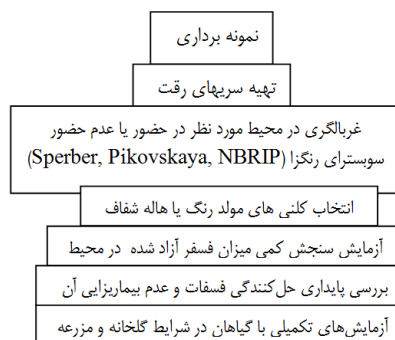 نمونه برداری
تهیه سریهای رقت
غربالگری در محیط مورد نظر در حضور یا عدم حضور
سوبسترای رنگزا (Sperber, Pikovskaya, NBRIP)
انتخاب کلنی های مولد رنگ یا هاله شفاف
آزمایش سنجش کمی میزان فسفر آزاد شده در محیط
بررسی پایداری حل‌کنندگی فسفات و عدم بیماریزایی آن
آزمایش‌های تکمیلی با گیاهان در شرایط گلخانه و مزرعه